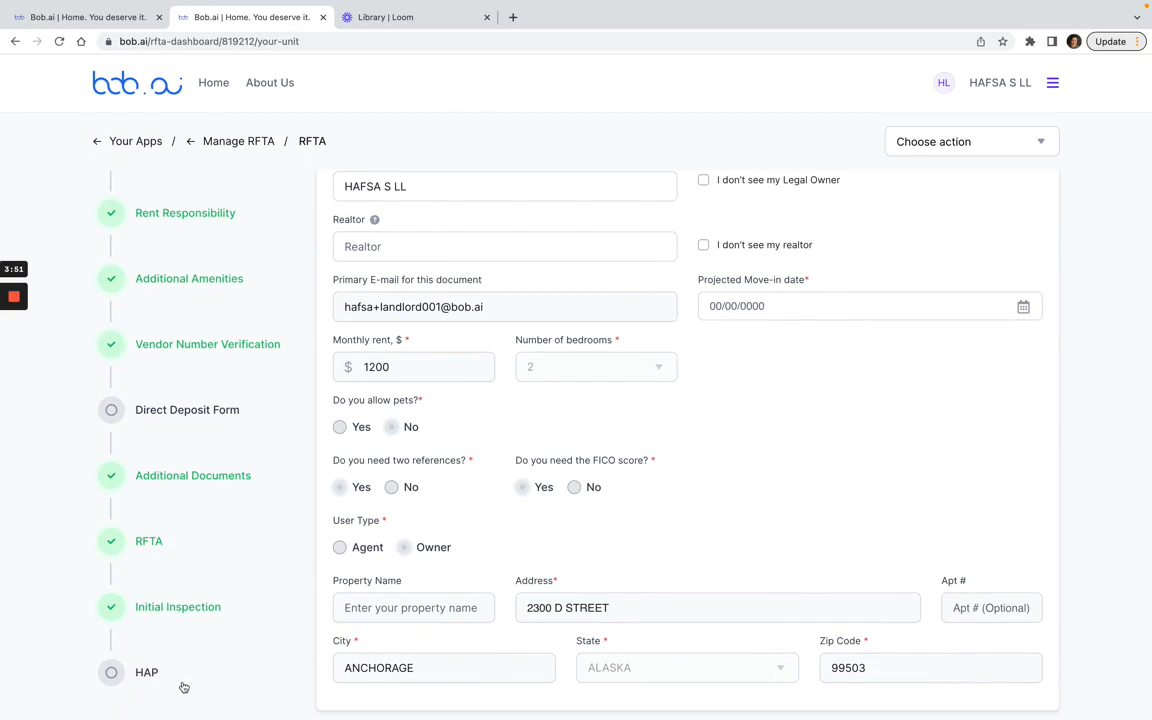 Bob.ai | Home. You deserve it.
Bob.ai | Home. You deserve it.
Library | Loom
bob.ai/rfta-dashboard/819212/your-unit
Update
bob.ai
Home
About Us
HL
HAFSA S LL
Your Apps / Manage RFTA / RFTA
Choose action
Rent Responsibility
Additional Amenities
Vendor Number Verification
Direct Deposit Form
Additional Documents
RFTA
Initial Inspection
HAP
3:51
HAFSA S LL
I don't see my Legal Owner
Realtor ?
Realtor
I don't see my realtor
Primary E-mail for this document
Projected Move-in date*
hafsa+landlord001@bob.ai
00/00/0000
Monthly rent, $ *
Number of bedrooms *
$ 1200
2
Do you allow pets?*
Yes
No
Do you need two references? *
Do you need the FICO score? *
Yes
No
Yes
No
User Type *
Agent
Owner
Property Name
Address*
Apt #
Enter your property name
2300 D STREET
Apt # (Optional)
City *
State *
Zip Code *
ANCHORAGE
ALASKA
99503